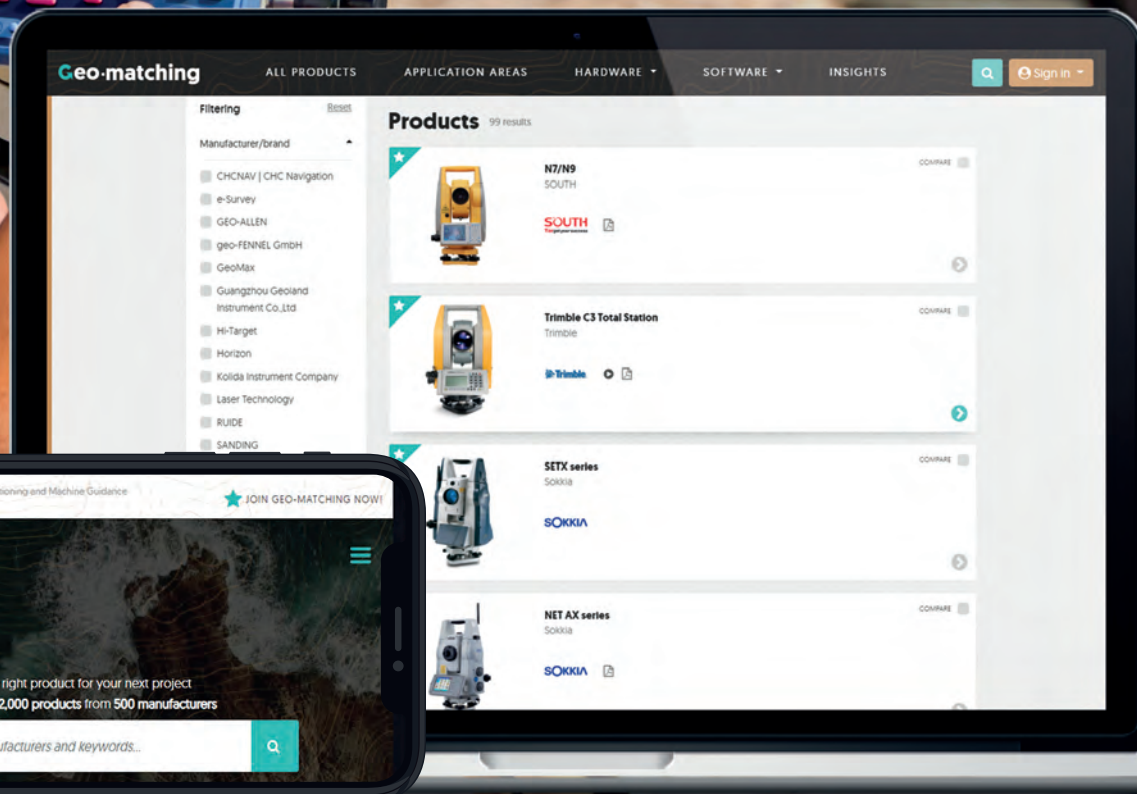 Geo-matching
ALL PRODUCTS
APPLICATION AREAS
HARDWARE
SOFTWARE
INSIGHTS
Sign in
Filtering
Reset
Manufacturer/brand
CHCNAV | CHC Navigation
e-Survey
GEO-ALLEN
geo-FENNEL GmbH
GeoMax
Guangzhou Geoland
Instrument Co.,Ltd
Hi-Target
Horizon
Kolida Instrument Company
Laser Technology
RUIDE
SANDING
Products 99 results
N7/N9
SOUTH
SOUTH
COMPARE
Trimble C3 Total Station
Trimble
Trimble
COMPARE
SETX series
Sokkia
SOKKIA
COMPARE
NET AX series
Sokkia
SOKKIA
COMPARE
and Machine Guidance
JOIN GEO-MATCHING NOW!
right product for your next project
2,000 products from 500 manufacturers
and keywords...